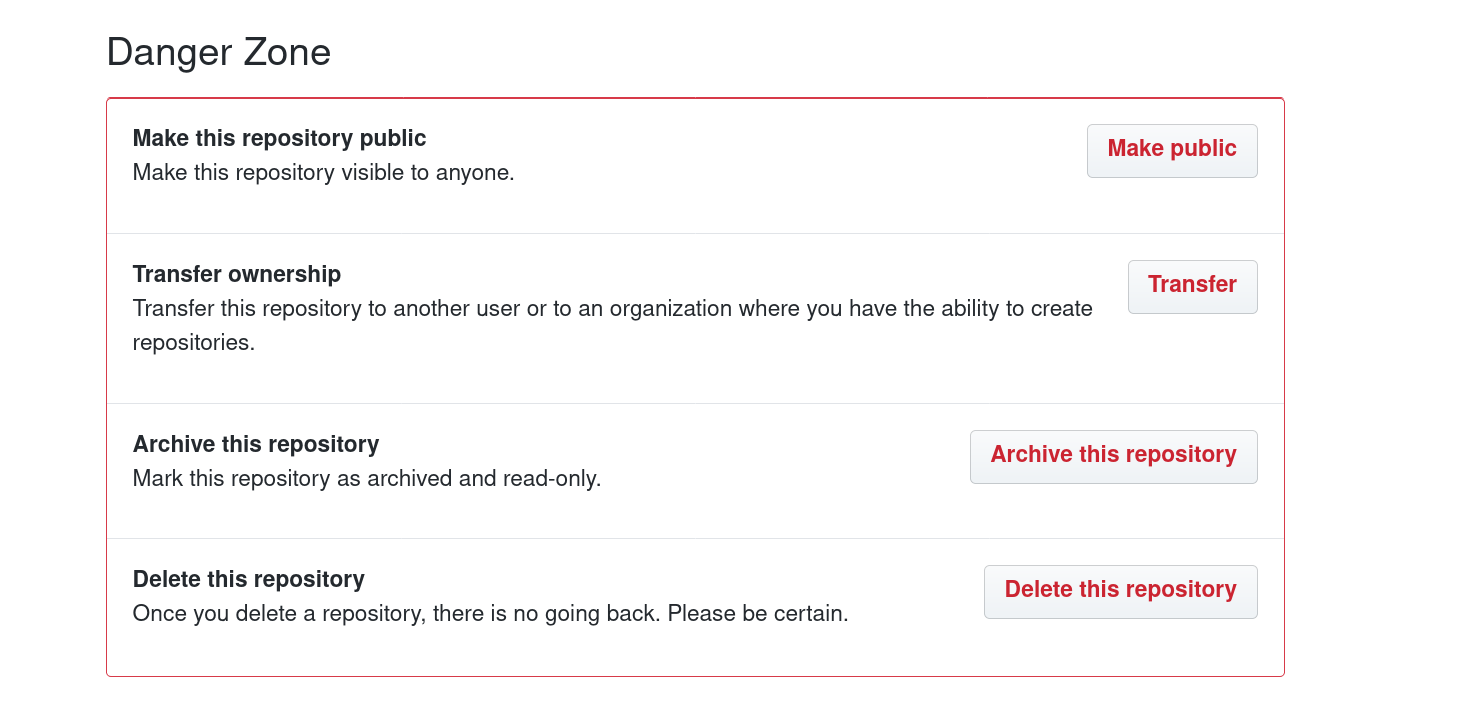 Danger Zone
Make this repository public
Make this repository visible to anyone.
Make public
Transfer ownership
Transfer this repository to another user or to an organization where you have the ability to create
repositories.
Transfer
Archive this repository
Mark this repository as archived and read-only.
Archive this repository
Delete this repository
Once you delete a repository, there is no going back. Please be certain.
Delete this repository